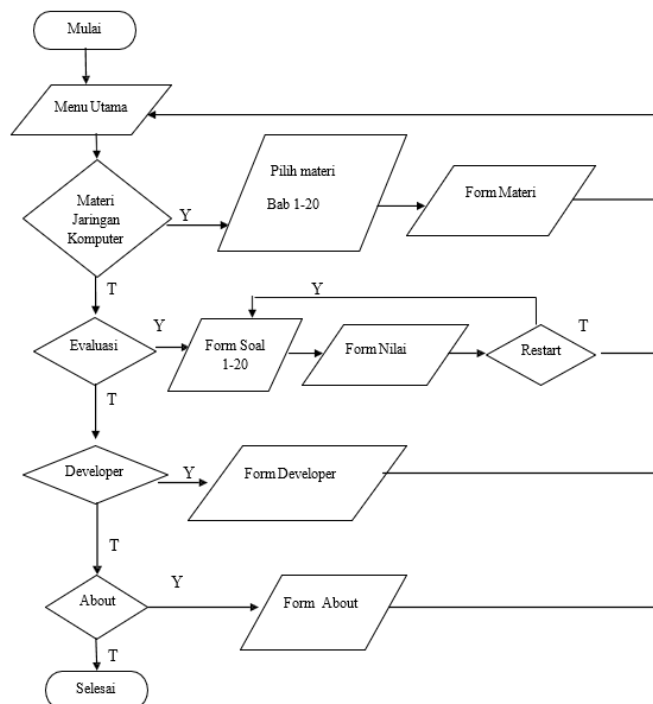 Mulai
Menu Utama
Materi
Jaringan
Komputer
Y
Pilih materi
Bab 1-20
Form Materi
T
Evaluasi
Y
Form Soal
1-20
Form Nilai
Y
Restart
T
T
Developer
Y
Form Developer
T
About
Y
Form About
T
Selesai